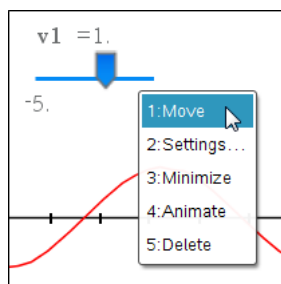 v1 =1.
-5.
1:Move
2:Settings...
3:Minimize
4:Animate
5:Delete